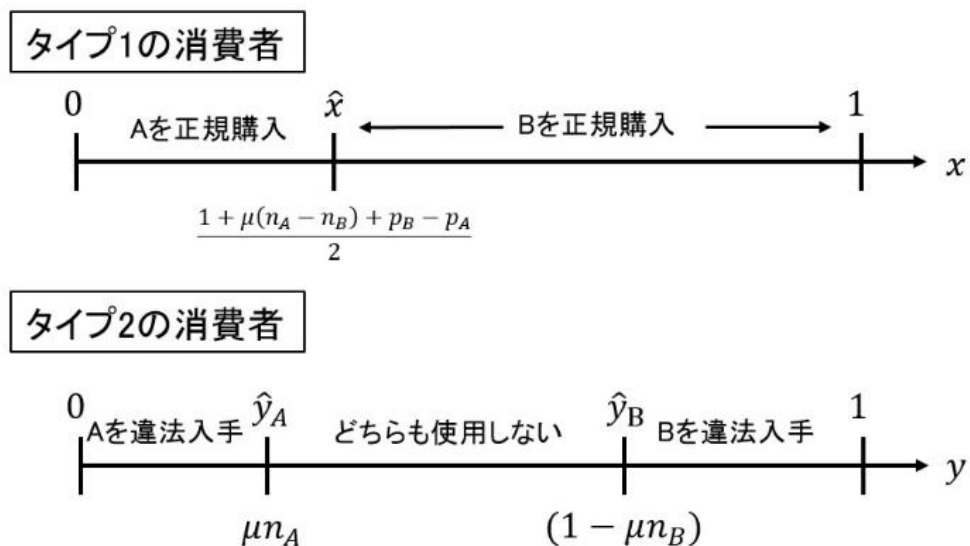 タイプ1の消費者
0 x̂ 1
Aを正規購入 Bを正規購入
x
(1 + μ(n_A − n_B) + p_B − p_A) / 2
タイプ2の消費者
0 ŷ_A ŷ_B 1
Aを違法入手 どちらも使用しない Bを違法入手
y
μn_A (1 − μn_B)